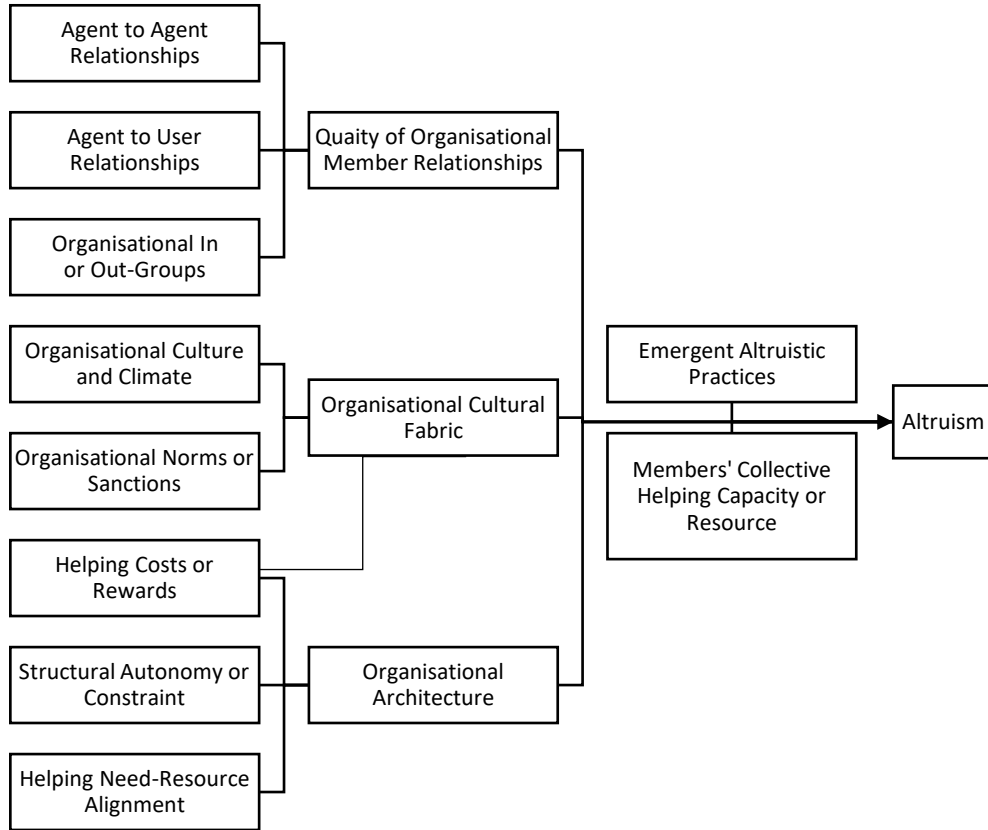 Agent to Agent
Relationships
Agent to User
Relationships
Organisational In
or Out-Groups
Organisational Culture
and Climate
Organisational Norms or
Sanctions
Helping Costs or
Rewards
Structural Autonomy or
Constraint
Helping Need-Resource
Alignment
Quaity of Organisational
Member Relationships
Organisational Cultural
Fabric
Organisational
Architecture
Emergent Altruistic
Practices
Members' Collective
Helping Capacity or
Resource
Altruism